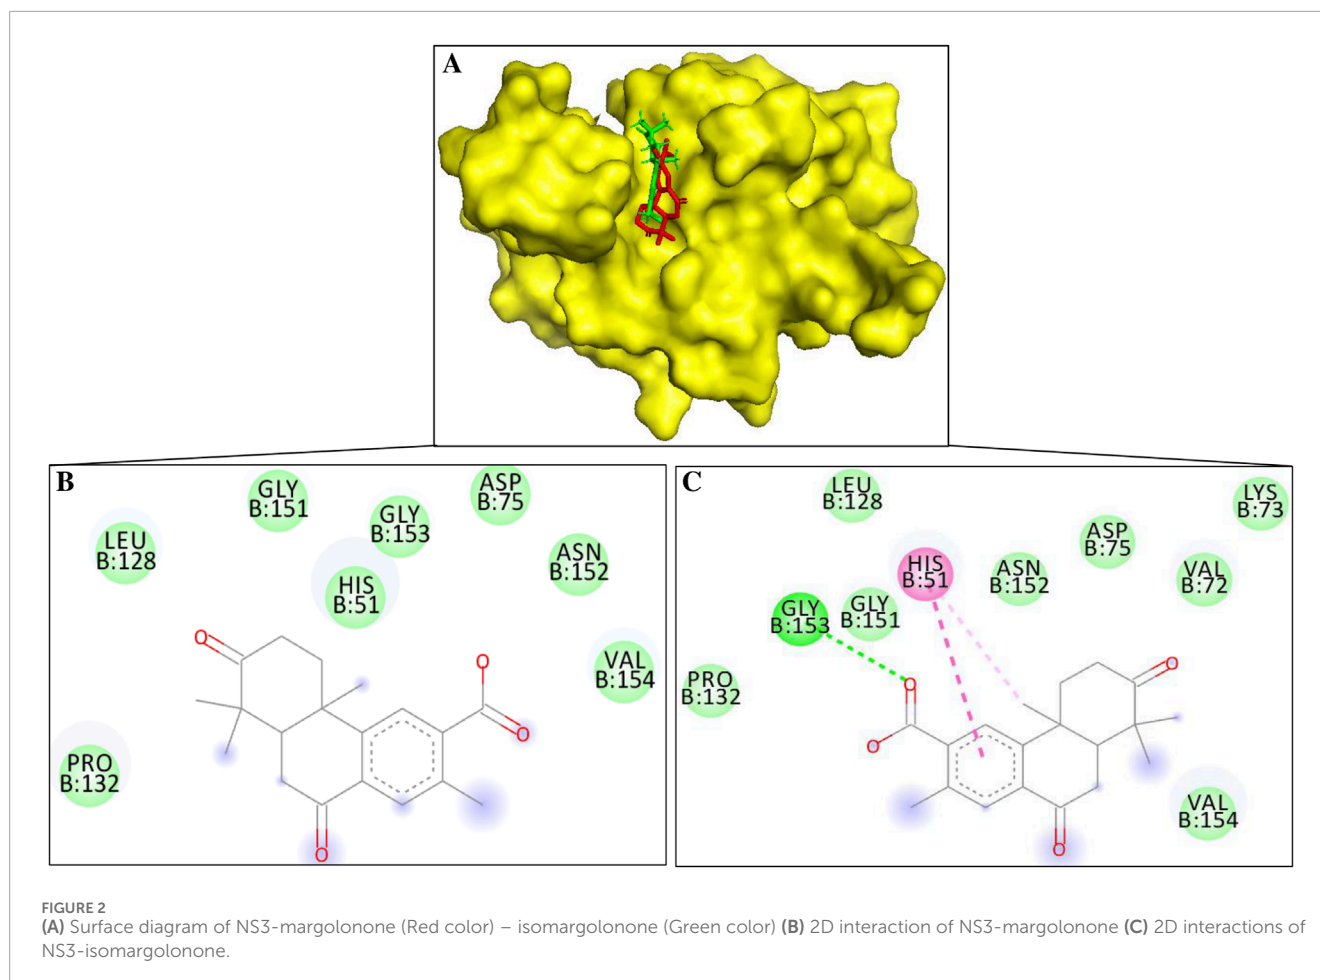 A
B
GLY
B:151
ASP
B:75
GLY
B:153
LEU
B:128
ASN
B:152
HIS
B:51
O
O
VAL
B:154
O
PRO
B:132
O
C
LEU
B:128
LYS
B:73
ASP
B:75
HIS
B:51
ASN
B:152
VAL
B:72
GLY
B:153
GLY
B:151
O
PRO
B:132
O
O
VAL
B:154
O
FIGURE 2
(A) Surface diagram of NS3-margolonone (Red color) – isomargolonone (Green color) (B) 2D interaction of NS3-margolonone (C) 2D interactions of
NS3-isomargolonone.